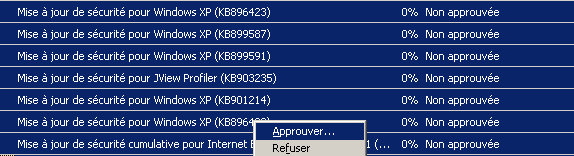 Mise à jour de sécurité pour Windows XP (KB896423) 0% Non approuvée
Mise à jour de sécurité pour Windows XP (KB899587) 0% Non approuvée
Mise à jour de sécurité pour Windows XP (KB899591) 0% Non approuvée
Mise à jour de sécurité pour JView Profiler (KB903235) 0% Non approuvée
Mise à jour de sécurité pour Windows XP (KB901214) 0% Non approuvée
Mise à jour de sécurité pour Windows XP 0% Non approuvée
Approuver...
Mise à jour de sécurité cumulative pour Internet 1 (... 0% Non approuvée
Refuser